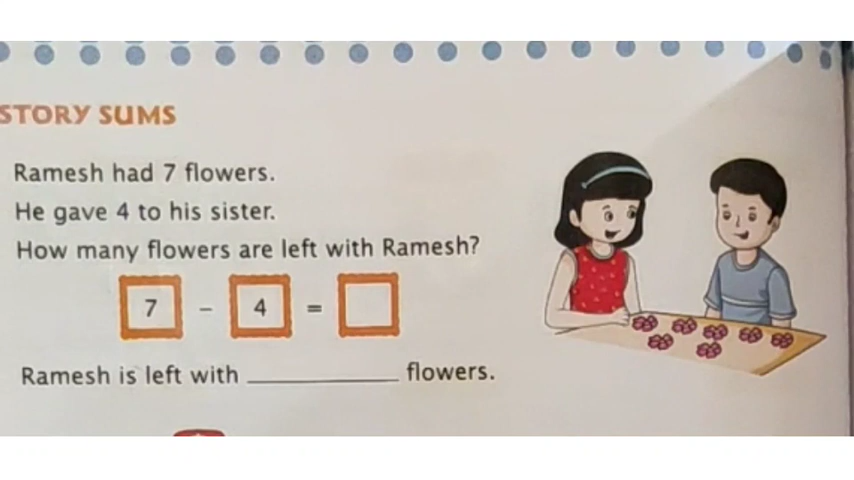 STORY SUMS
Ramesh had 7 flowers.
He gave 4 to his sister.
How many flowers are left with Ramesh?
7 - 4 =
Ramesh is left with ____________ flowers.